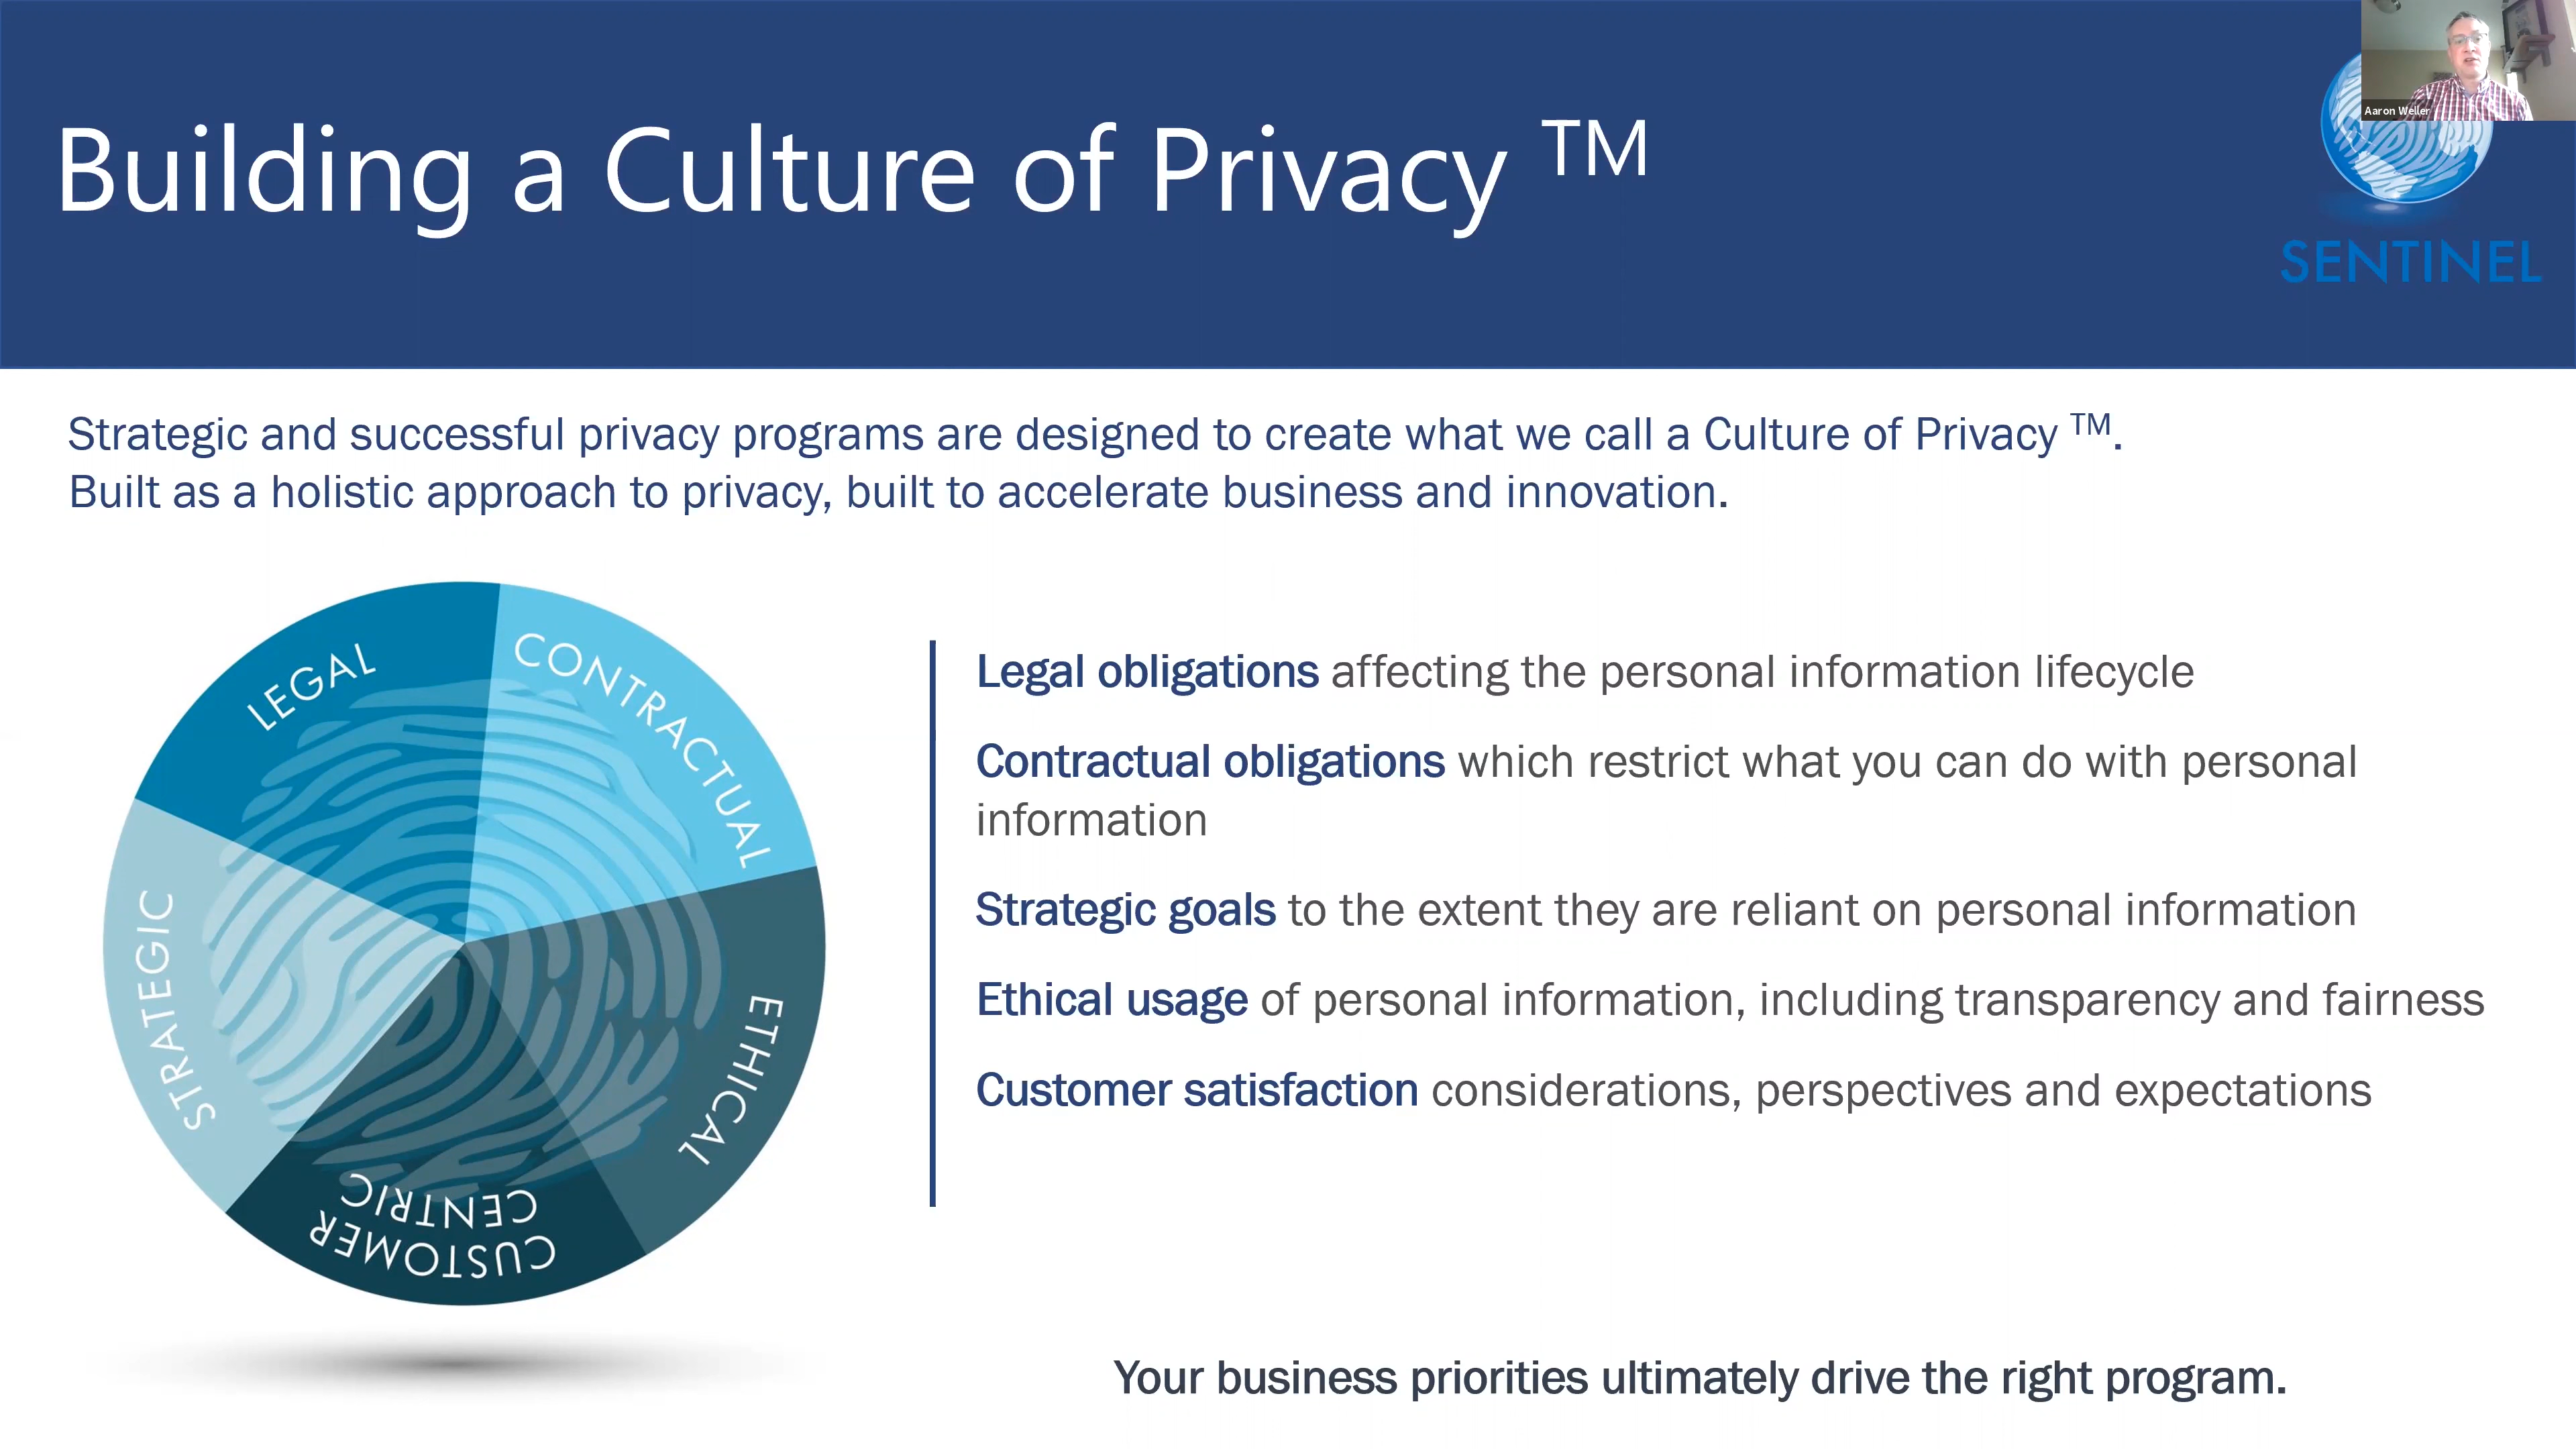 Building a Culture of Privacy ™
Aaron Weller
SENTINEL
Strategic and successful privacy programs are designed to create what we call a Culture of Privacy ™.
Built as a holistic approach to privacy, built to accelerate business and innovation.
LEGAL
CONTRACTUAL
ETHICAL
CUSTOMER
CENTRIC
STRATEGIC
Legal obligations affecting the personal information lifecycle
Contractual obligations which restrict what you can do with personal
information
Strategic goals to the extent they are reliant on personal information
Ethical usage of personal information, including transparency and fairness
Customer satisfaction considerations, perspectives and expectations
Your business priorities ultimately drive the right program.